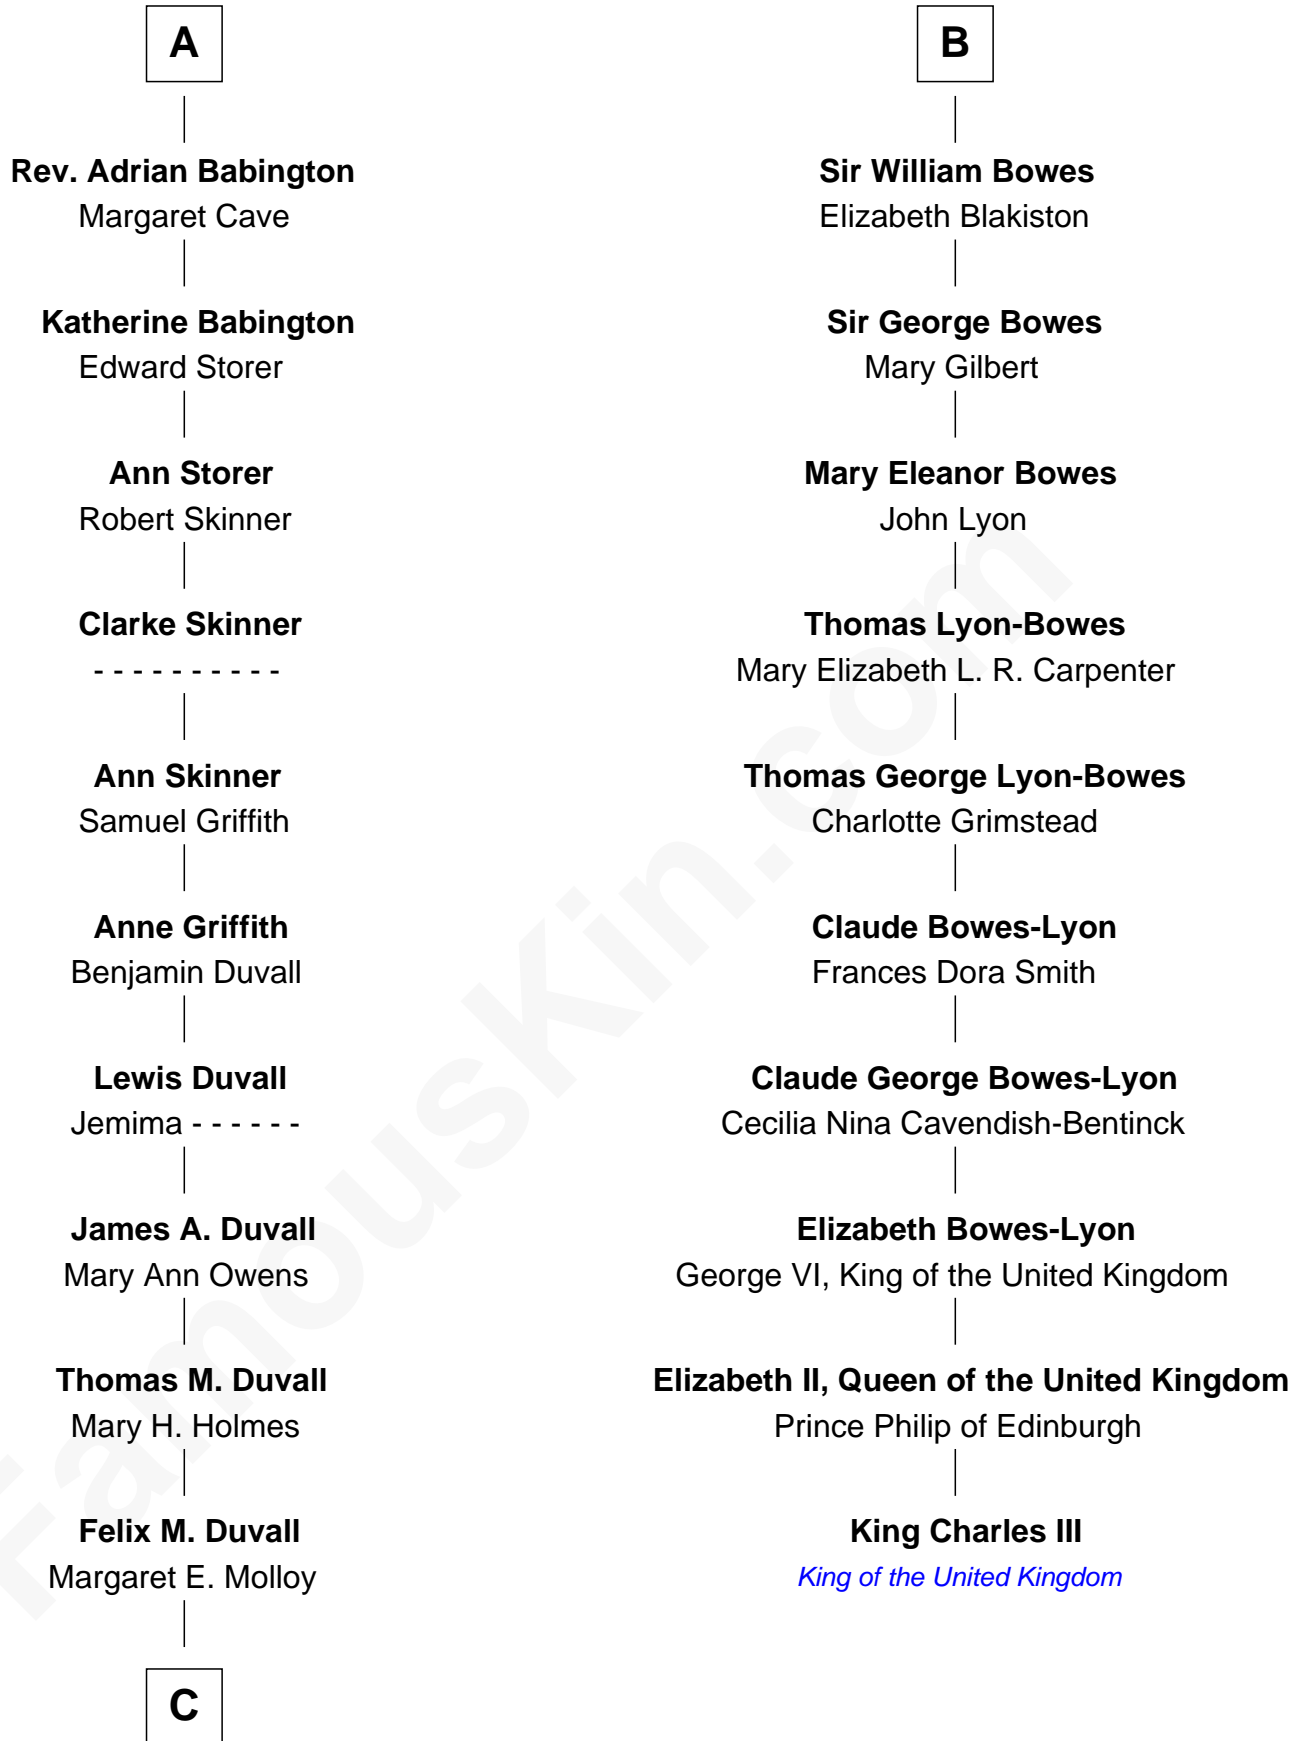 A
Rev. Adrian Babington
Margaret Cave
Katherine Babington
Edward Storer
Ann Storer
Robert Skinner
Clarke Skinner
- - - - - - - - - -
Ann Skinner
Samuel Griffith
Anne Griffith
Benjamin Duvall
Lewis Duvall
Jemima - - - - - -
James A. Duvall
Mary Ann Owens
Thomas M. Duvall
Mary H. Holmes
Felix M. Duvall
Margaret E. Molloy
C
B
Sir William Bowes
Elizabeth Blakiston
Sir George Bowes
Mary Gilbert
Mary Eleanor Bowes
John Lyon
Thomas Lyon-Bowes
Mary Elizabeth L. R. Carpenter
Thomas George Lyon-Bowes
Charlotte Grimstead
Claude Bowes-Lyon
Frances Dora Smith
Claude George Bowes-Lyon
Cecilia Nina Cavendish-Bentinck
Elizabeth Bowes-Lyon
George VI, King of the United Kingdom
Elizabeth II, Queen of the United Kingdom
Prince Philip of Edinburgh
King Charles III
King of the United Kingdom
FamousKin.com